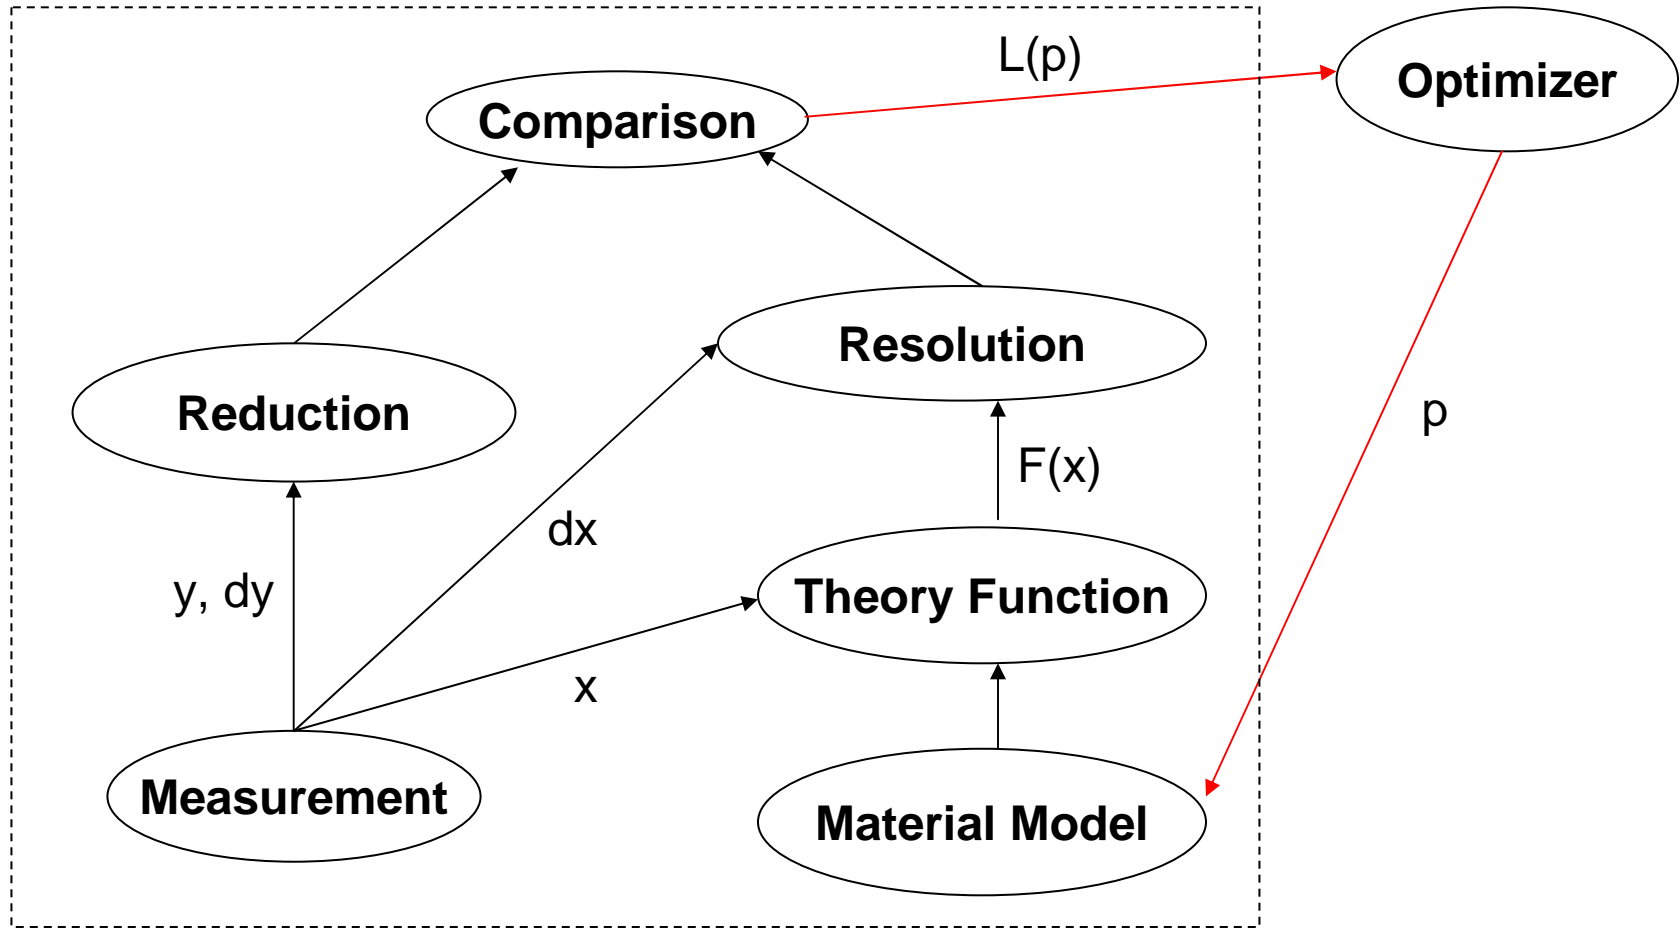 L(p)
Optimizer
Comparison
Resolution
Reduction
p
F(x)
dx
y, dy
Theory Function
x
Measurement
Material Model